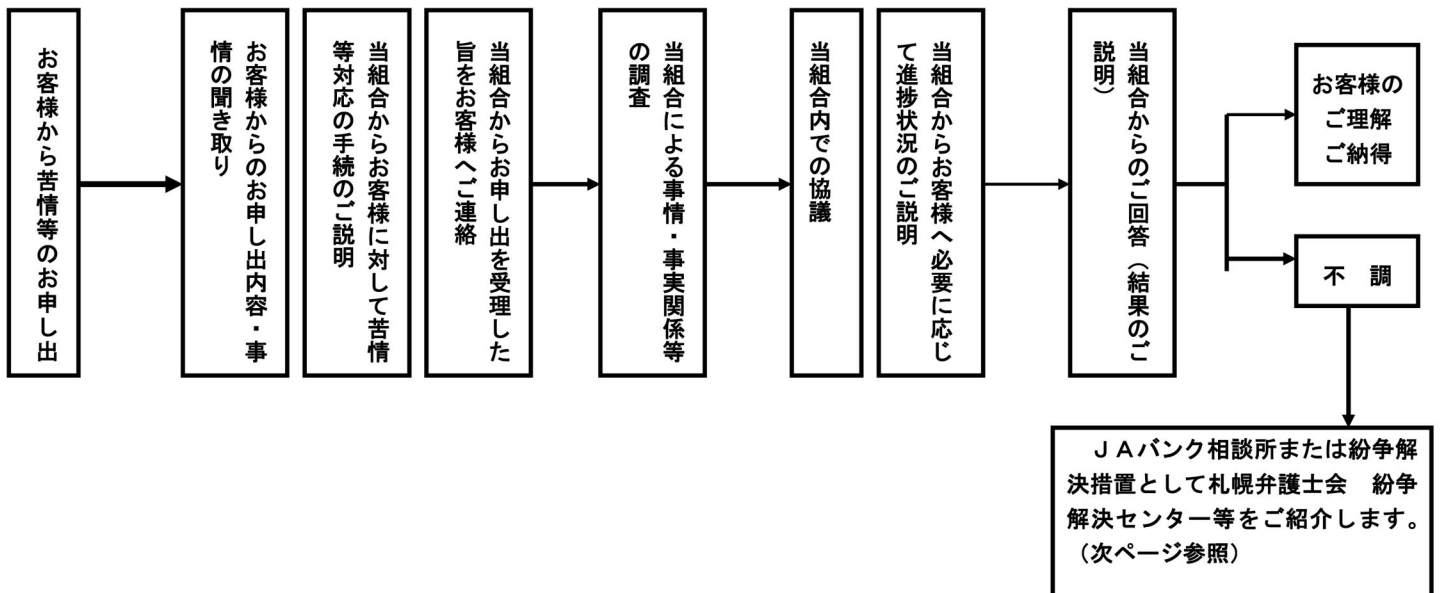 お客様から苦情等のお申し出
お客様からのお申し出内容・事
情の聞き取り
当組合からお客様に対して苦情
等対応の手続のご説明
当組合からお申し出を受理した
旨をお客様へご連絡
当組合による事情・事実関係等
の調査
当組合内での協議
当組合からお客様へ必要に応じ
て進捗状況のご説明
当組合からのご回答（結果のご
説明）
お客様の
ご理解
ご納得
不　調
ＪＡバンク相談所または紛争解
決措置として札幌弁護士会　紛争
解決センター等をご紹介します。
（次ページ参照）